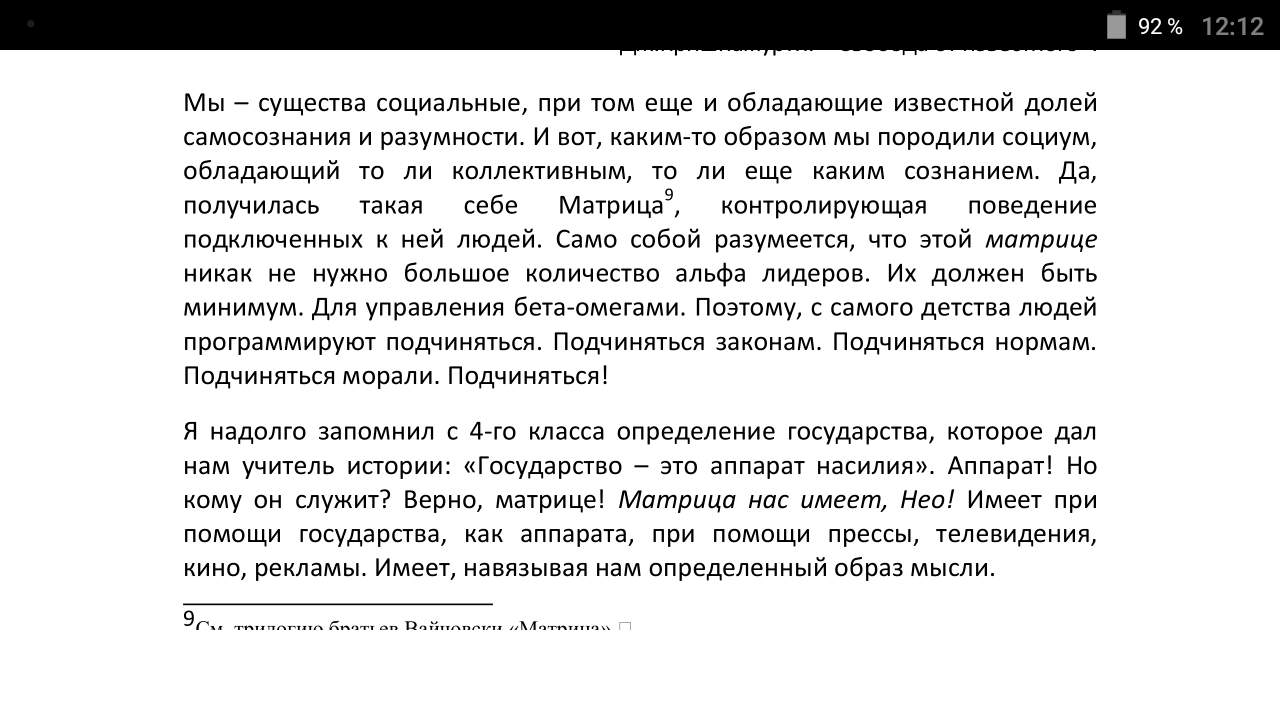 92 % 12:12
Мы – существа социальные, при том еще и обладающие известной долей
самосознания и разумности. И вот, каким-то образом мы породили социум,
обладающий то ли коллективным, то ли еще каким сознанием. Да,
получилась такая себе Матрица9, контролирующая поведение
подключенных к ней людей. Само собой разумеется, что этой матрице
никак не нужно большое количество альфа лидеров. Их должен быть
минимум. Для управления бета-омегами. Поэтому, с самого детства людей
программируют подчиняться. Подчиняться законам. Подчиняться нормам.
Подчиняться морали. Подчиняться!
Я надолго запомнил с 4-го класса определение государства, которое дал
нам учитель истории: «Государство – это аппарат насилия». Аппарат! Но
кому он служит? Верно, матрице! Матрица нас имеет, Нео! Имеет при
помощи государства, как аппарата, при помощи прессы, телевидения,
кино, рекламы. Имеет, навязывая нам определенный образ мысли.
9 См. трилогию братьев Вайчовски «Матрица»